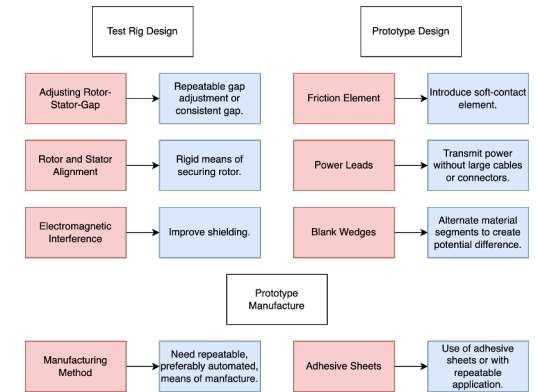 Test Rig Design
Prototype Design
Adjusting Rotor-
Stator-Gap
Repeatable gap
adjustment or
consistent gap.
Friction Element
Introduce soft-contact
element.
Rotor and Stator
Alignment
Rigid means of
securing rotor.
Power Leads
Transmit power
without large cables
or connectors.
Electromagnetic
Interference
Improve shielding.
Blank Wedges
Alternate material
segments to create
potential difference.
Prototype
Manufacture
Manufacturing
Method
Need repeatable,
preferably automated,
means of manfacture.
Adhesive Sheets
Use of adhesive
sheets or with
repeatable
application.